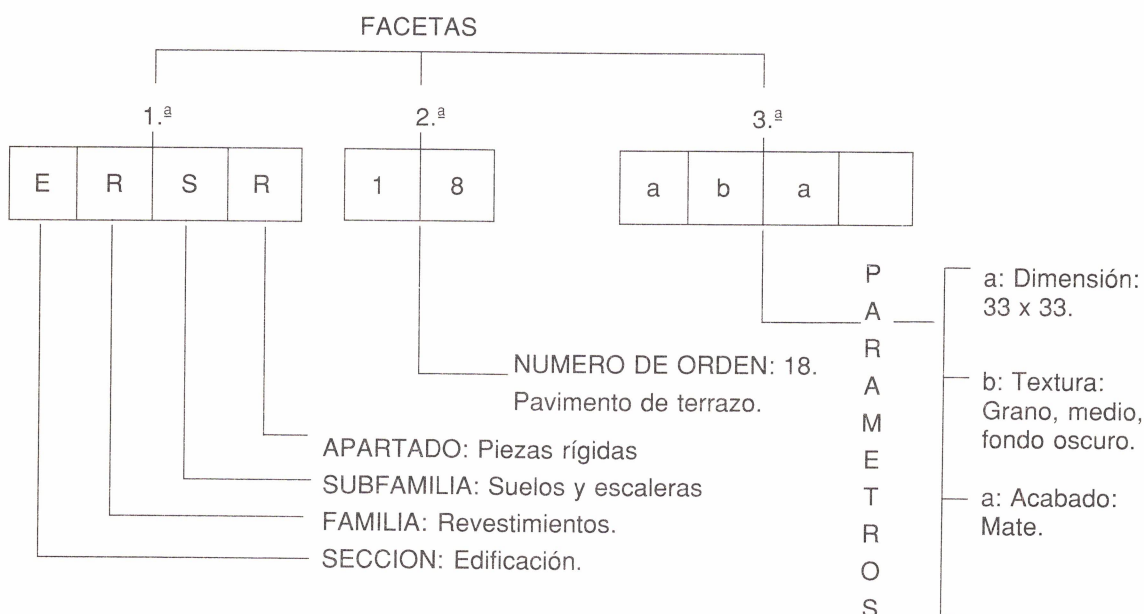 FACETAS
1.ª 2.ª 3.ª
E R S R 1 8 a b a
PARAMETROS
a: Dimensión:
33 x 33.
b: Textura:
Grano, medio,
fondo oscuro.
a: Acabado:
Mate.
NUMERO DE ORDEN: 18.
Pavimento de terrazo.
APARTADO: Piezas rígidas
SUBFAMILIA: Suelos y escaleras
FAMILIA: Revestimientos.
SECCION: Edificación.